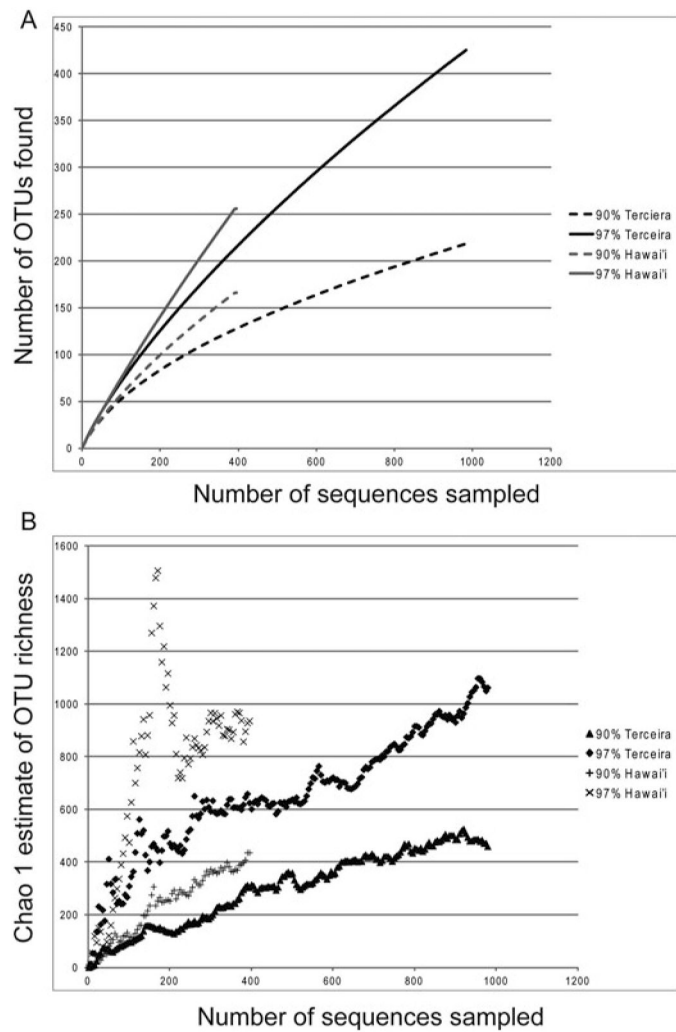 A
Number of OTUs found
450
400
350
300
250
200
150
100
50
0
0 200 400 600 800 1000 1200
Number of sequences sampled
90% Terciera
97% Terceira
90% Hawai'i
97% Hawai'i
B
Chao 1 estimate of OTU richness
1600
1400
1200
1000
800
600
400
200
0
0 200 400 600 800 1000 1200
Number of sequences sampled
90% Terceira
97% Terceira
90% Hawai'i
97% Hawai'i